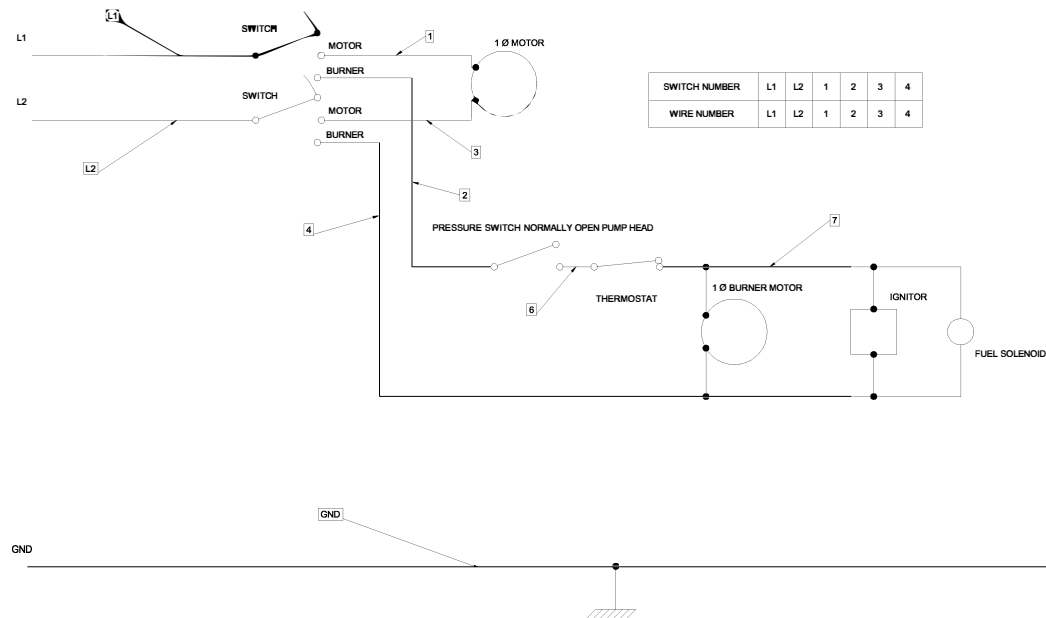 L1
L1
SWITCH
MOTOR
1
1 Ø MOTOR
BURNER
L2
SWITCH
MOTOR
BURNER
SWITCH NUMBER L1 L2 1 2 3 4
WIRE NUMBER L1 L2 1 2 3 4
L2
3
2
4
PRESSURE SWITCH NORMALLY OPEN PUMP HEAD
7
6
THERMOSTAT
1 Ø BURNER MOTOR
IGNITOR
FUEL SOLENOID
GND
GND